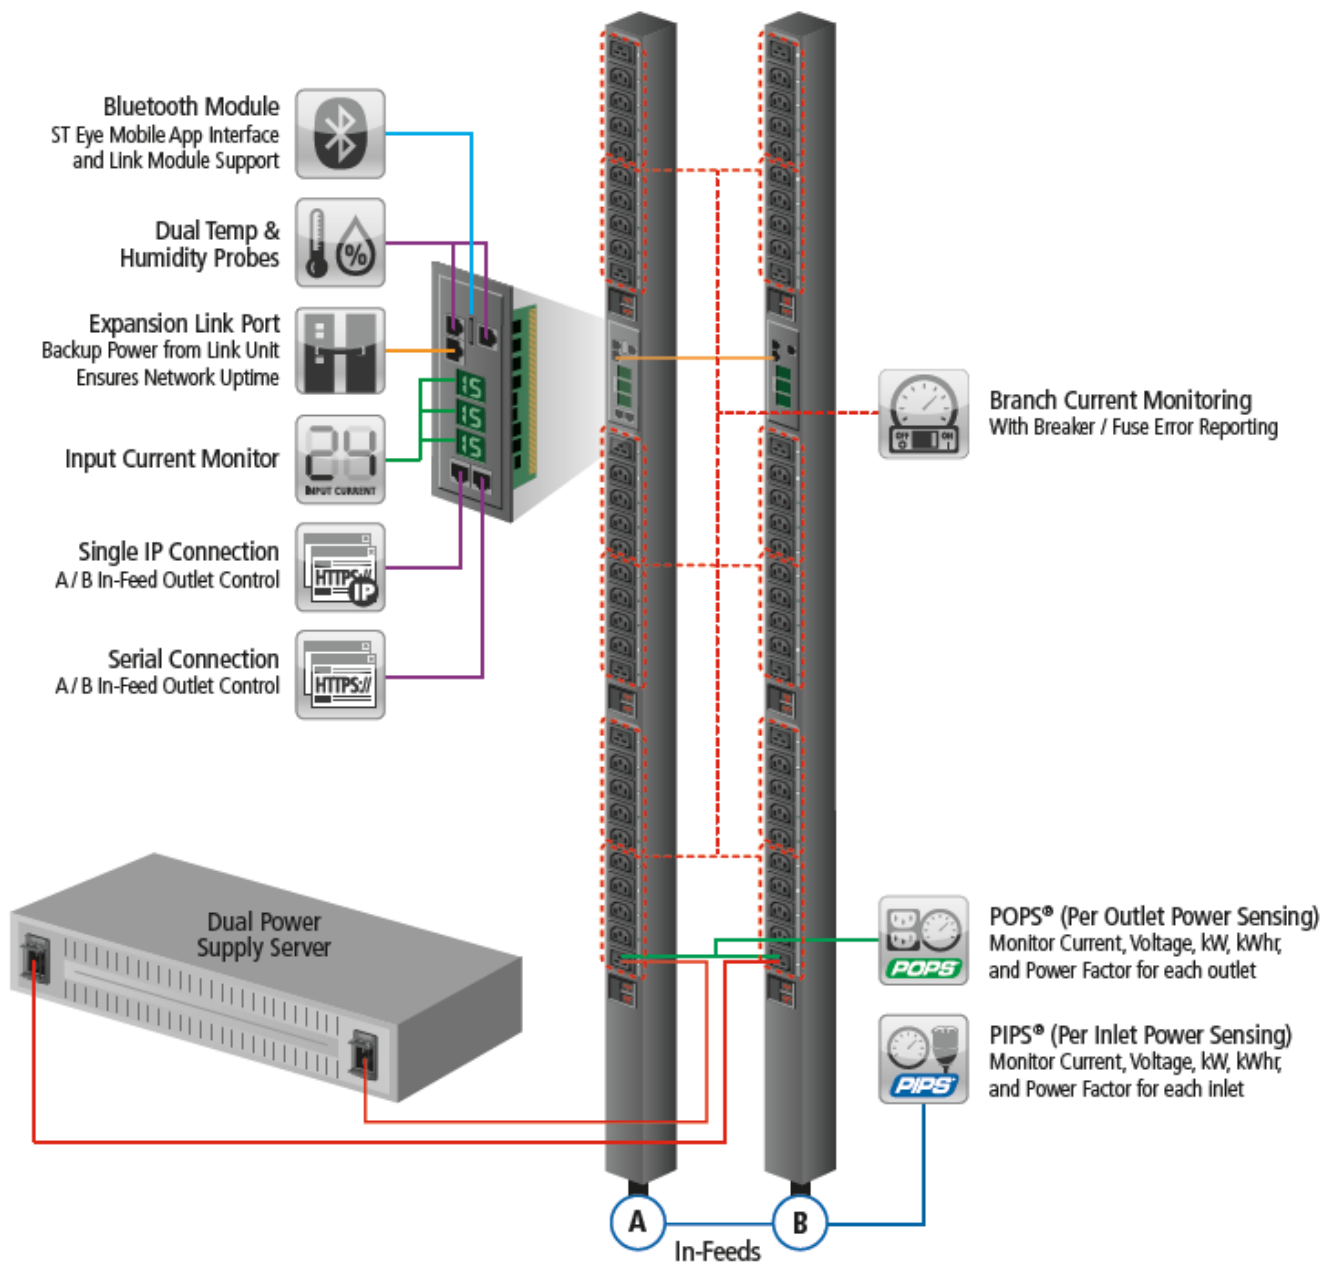 Bluetooth Module
ST Eye Mobile App Interface
and Link Module Support
Dual Temp &
Humidity Probes
%
Expansion Link Port
Backup Power from Link Unit
Ensures Network Uptime
Input Current Monitor
24
INPUT CURRENT
Single IP Connection
A / B In-Feed Outlet Control
HTTPS://
IP
Serial Connection
A / B In-Feed Outlet Control
HTTPS://
15
15
15
Branch Current Monitoring
With Breaker / Fuse Error Reporting
OFF
ON
Dual Power
Supply Server
POPS® (Per Outlet Power Sensing)
Monitor Current, Voltage, kW, kWhr,
and Power Factor for each outlet
POPS
PIPS® (Per Inlet Power Sensing)
Monitor Current, Voltage, kW, kWhr,
and Power Factor for each inlet
PIPS
A
B
In-Feeds